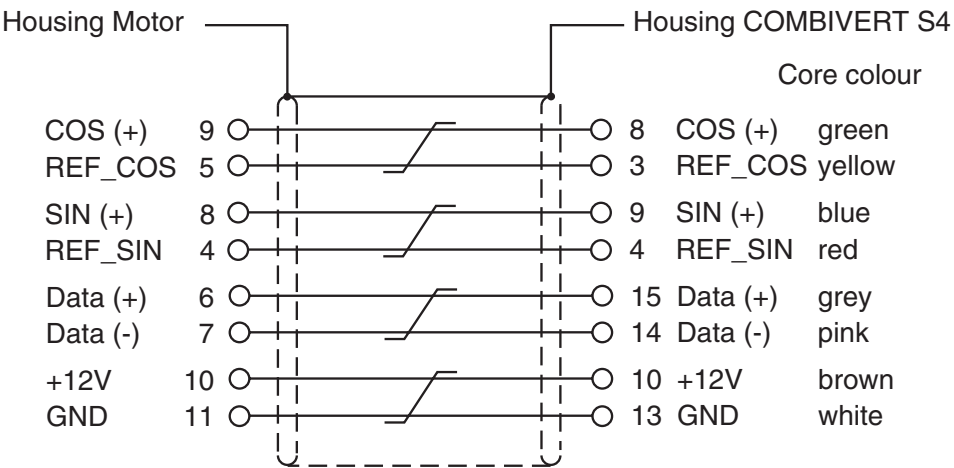 Housing Motor Housing COMBIVERT S4
Core colour
COS (+) 9 8 COS (+) green
REF_COS 5 3 REF_COS yellow
SIN (+) 8 9 SIN (+) blue
REF_SIN 4 4 REF_SIN red
Data (+) 6 15 Data (+) grey
Data (-) 7 14 Data (-) pink
+12V 10 10 +12V brown
GND 11 13 GND white